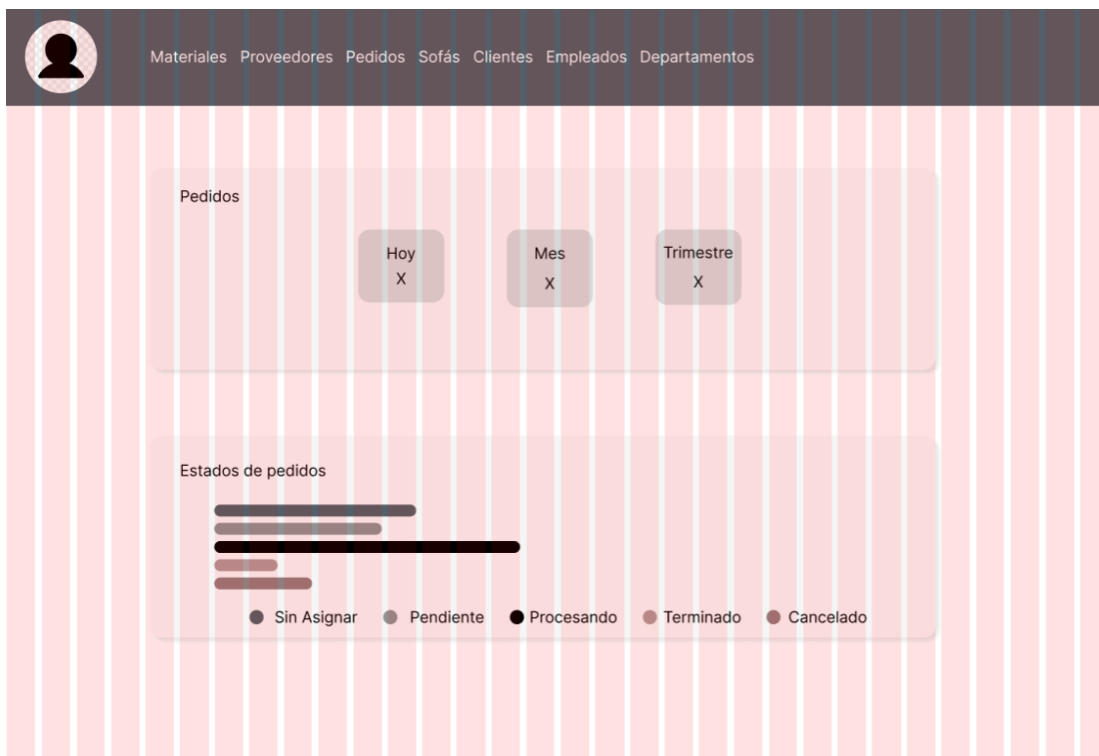 Materiales Proveedores Pedidos Sofás Clientes Empleados Departamentos
Pedidos
Hoy Mes Trimestre
X X X
Estados de pedidos
Sin Asignar Pendiente Procesando Terminado Cancelado